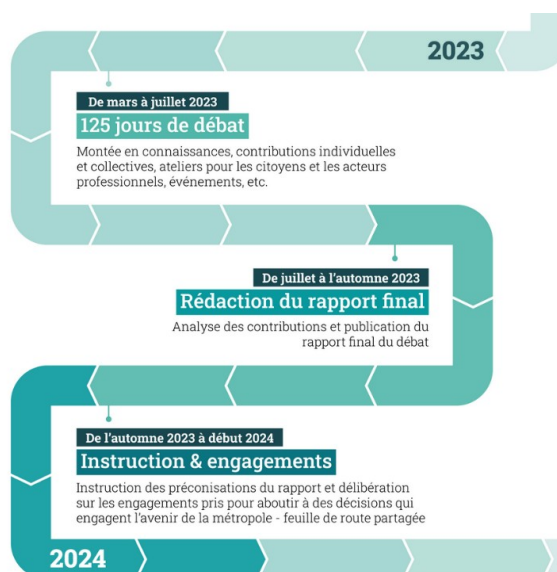 2023
De mars à juillet 2023
125 jours de débat
Montée en connaissances, contributions individuelles
et collectives, ateliers pour les citoyens et les acteurs
professionnels, événements, etc.
De juillet à l'automne 2023
Rédaction du rapport final
Analyse des contributions et publication du
rapport final du débat
De l'automne 2023 à début 2024
Instruction & engagements
Instruction des préconisations du rapport et délibération
sur les engagements pris pour aboutir à des décisions qui
engagent l'avenir de la métropole - feuille de route partagée
2024